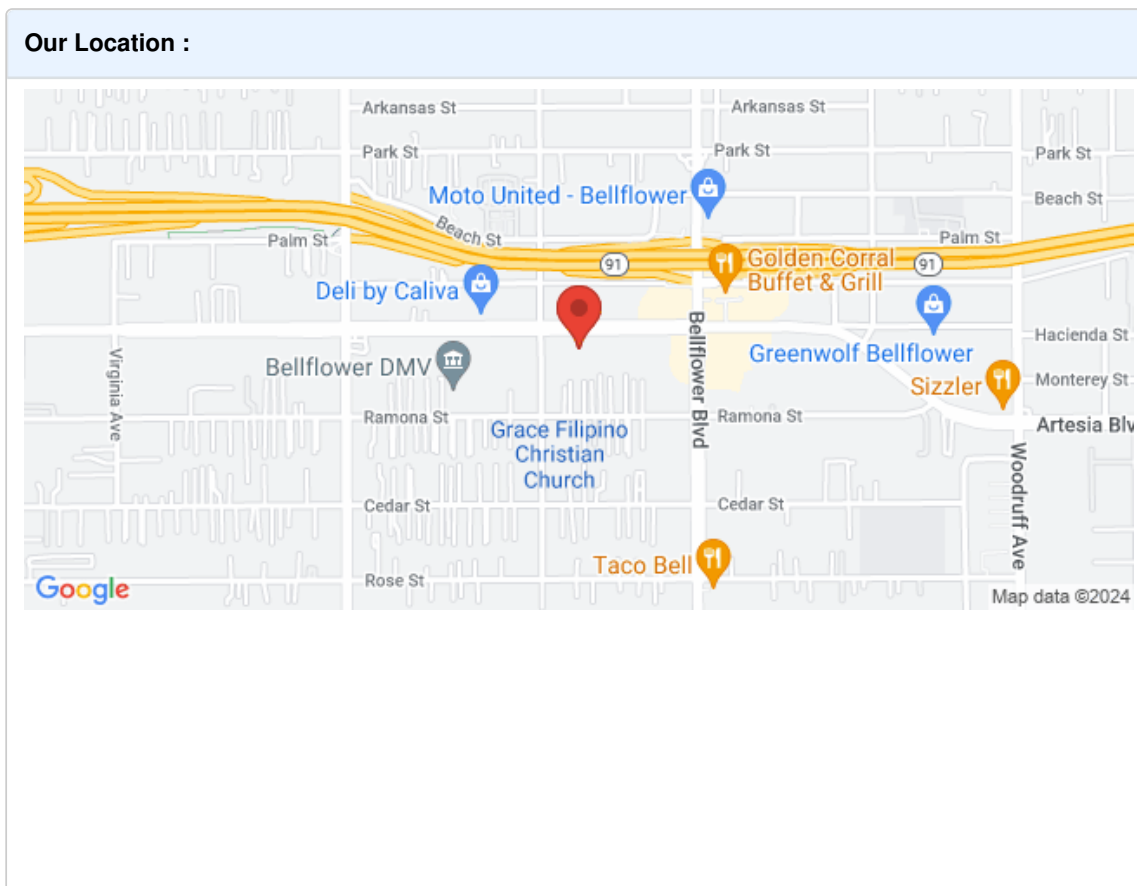 Our Location :
Arkansas St
Arkansas St
Park St
Park St
Park St
Moto United - Bellflower
Beach St
Beach St
Palm St
Palm St
91
91
Golden Corral
Buffet & Grill
Deli by Caliva
Bellflower Blvd
Hacienda St
Greenwolf Bellflower
Virginia Ave
Bellflower DMV
Sizzler
Monterey St
Ramona St
Ramona St
Artesia Blv
Grace Filipino
Christian
Church
Woodruff Ave
Cedar St
Cedar St
Taco Bell
Rose St
Google
Map data ©2024